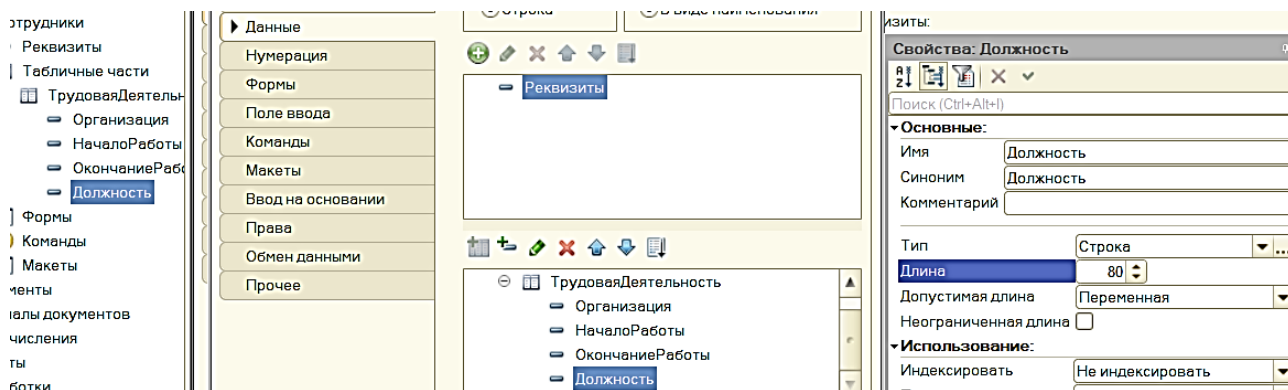 отрудники
Реквизиты
Табличные части
ТрудоваяДеятельн
Организация
НачалоРаботы
ОкончаниеРабо
Должность
Формы
Команды
Макеты
менты
алы документов
числения
ты
ботки
Данные
Нумерация
Формы
Поле ввода
Команды
Макеты
Ввод на основании
Права
Обмен данными
Прочее
Строка
В виде наименования
Реквизиты
ТрудоваяДеятельность
Организация
НачалоРаботы
ОкончаниеРаботы
Должность
изиты:
Свойства: Должность
Поиск (Ctrl+Alt+I)
Основные:
Имя Должность
Синоним Должность
Комментарий
Тип Строка
Длина 80
Допустимая длина Переменная
Неограниченная длина
Использование:
Индексировать Не индексировать